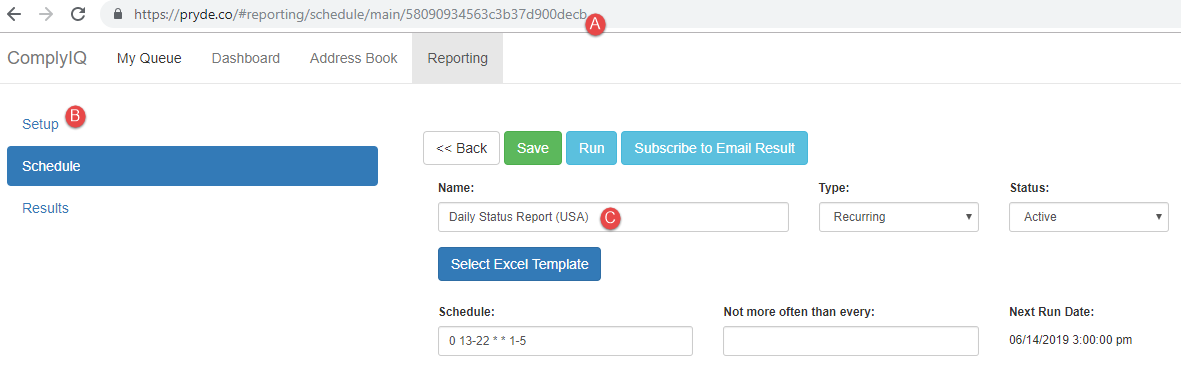 https://pryde.co/#reporting/schedule/main/58090934563c3b37d900decb
A
ComplyIQ My Queue Dashboard Address Book Reporting
Setup B
Schedule
Results
<< Back Save Run Subscribe to Email Result
Name: Type: Status:
Daily Status Report (USA) C Recurring Active
Select Excel Template
Schedule: Not more often than every: Next Run Date:
0 13-22 * * 1-5 06/14/2019 3:00:00 pm